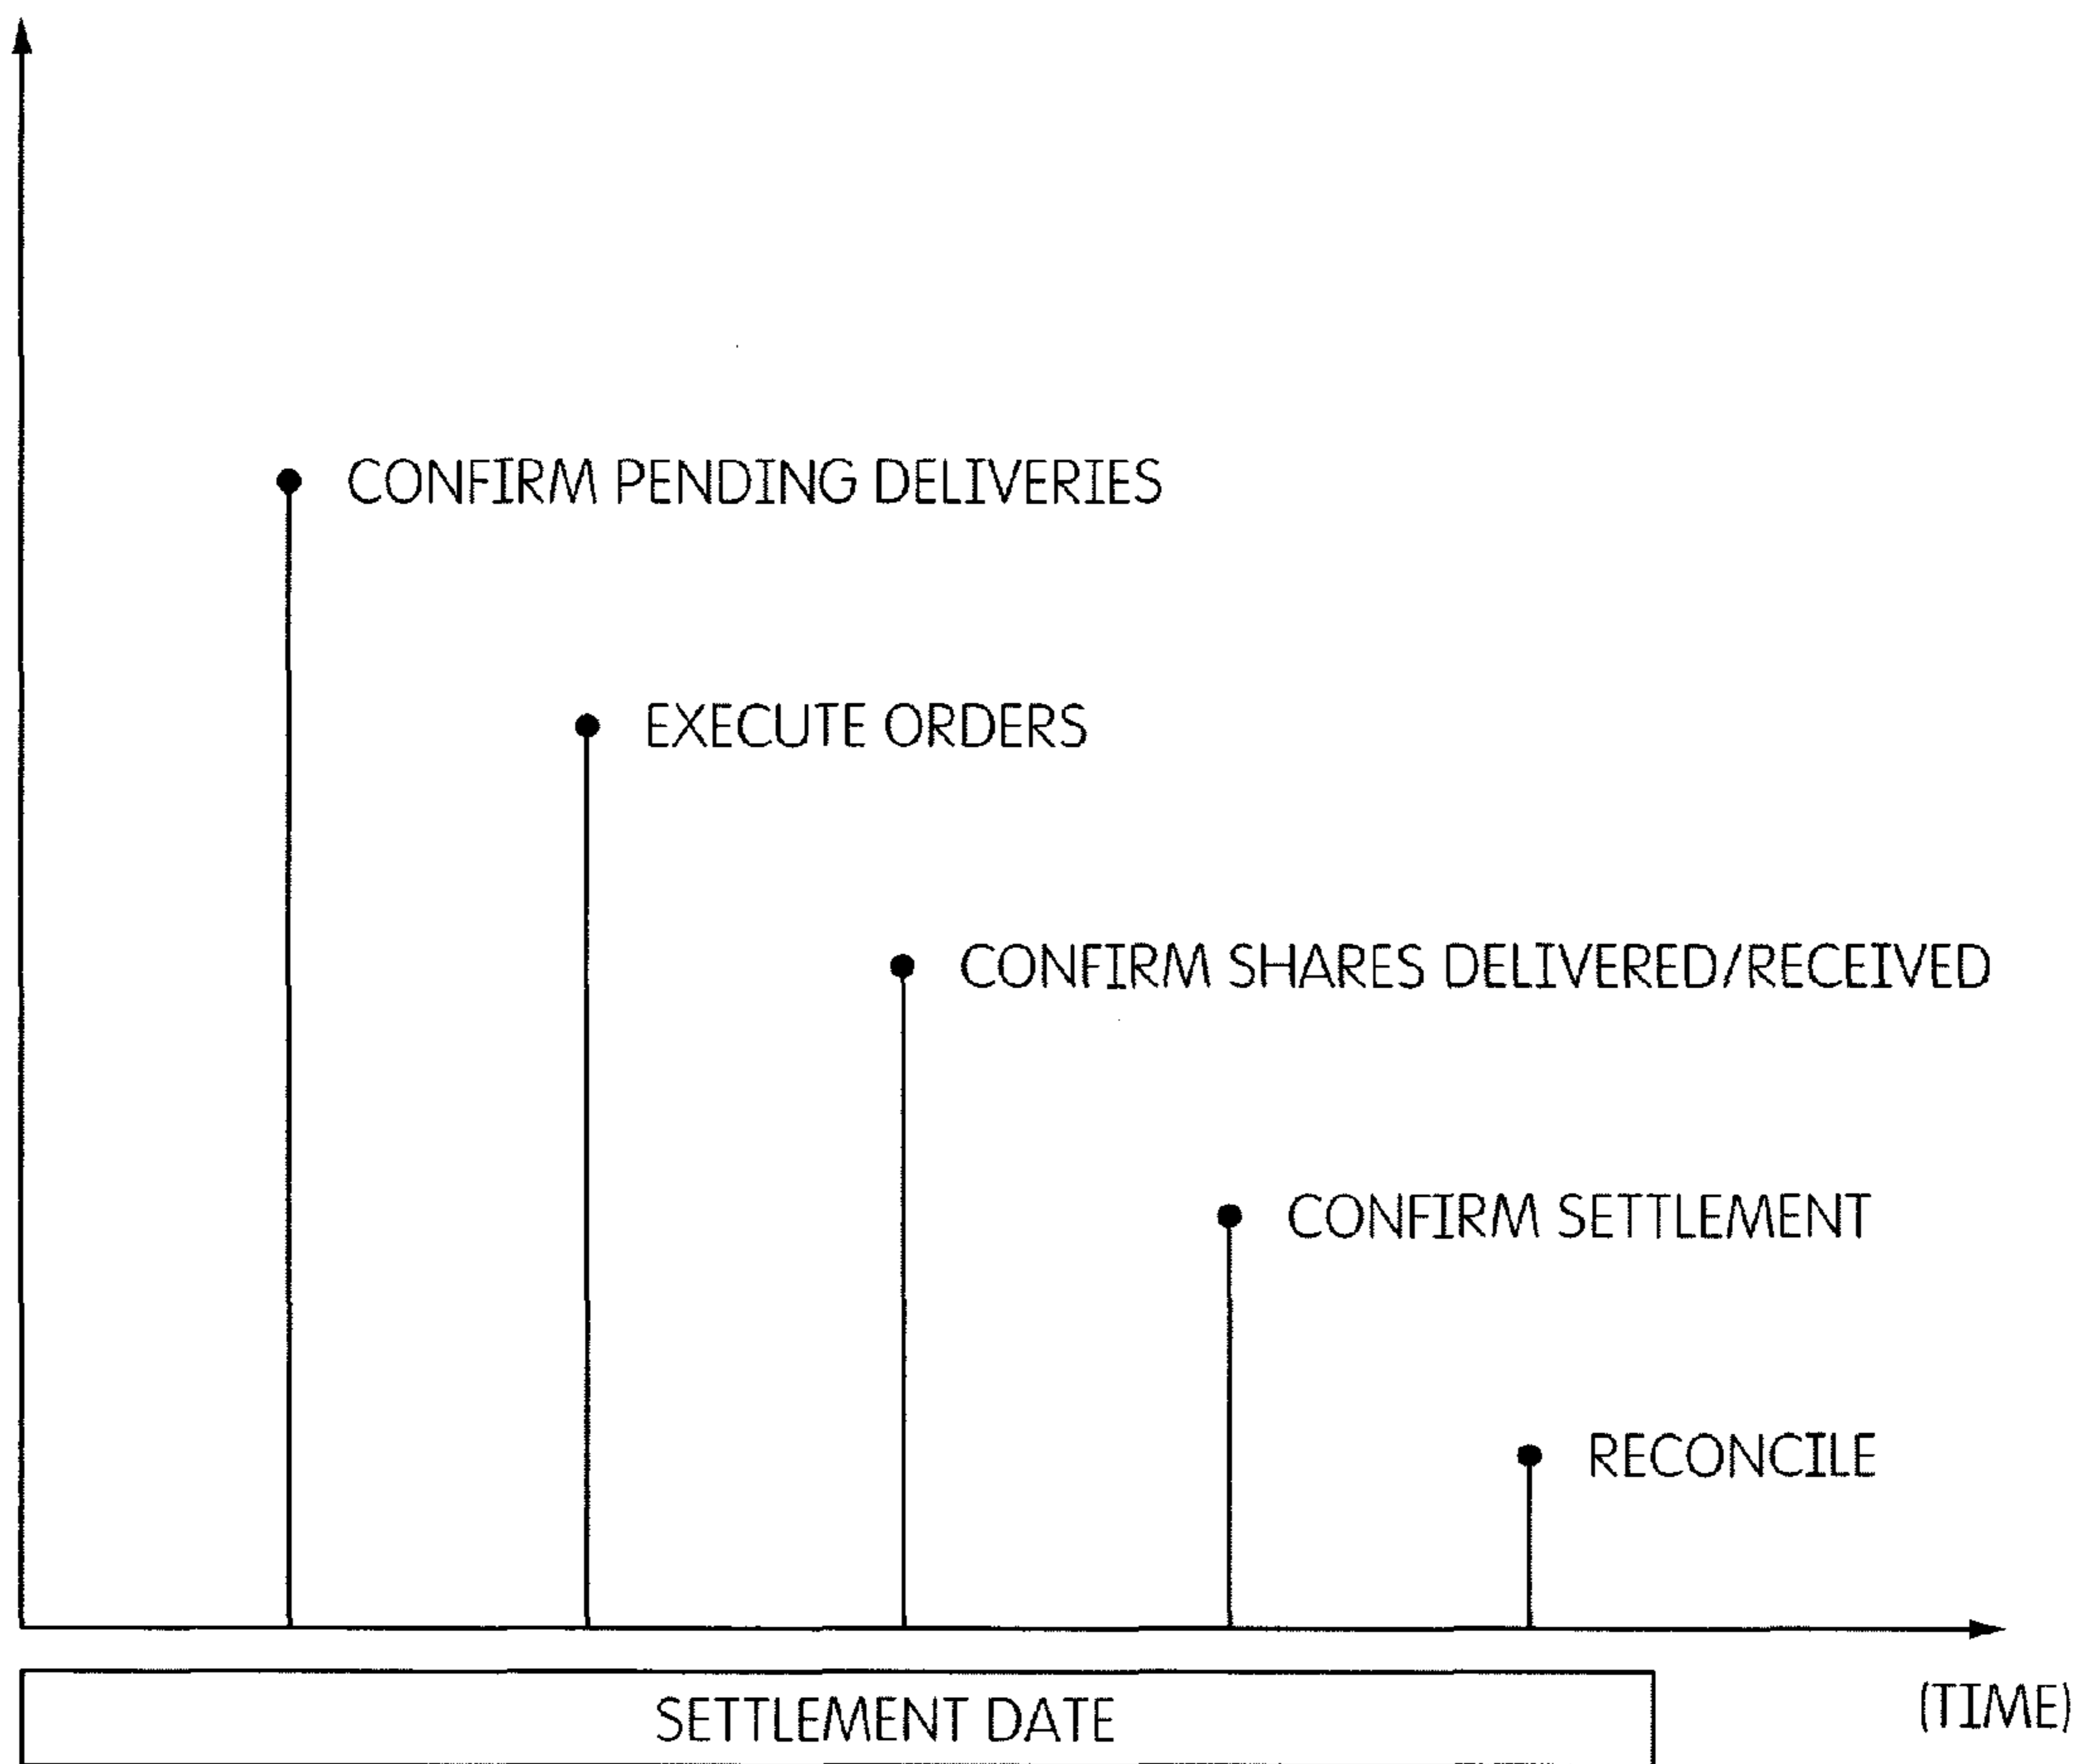 CONFIRM PENDING DELIVERIES
EXECUTE ORDERS
CONFIRM SHARES DELIVERED/RECEIVED
CONFIRM SETTLEMENT
RECONCILE
SETTLEMENT DATE
(TIME)